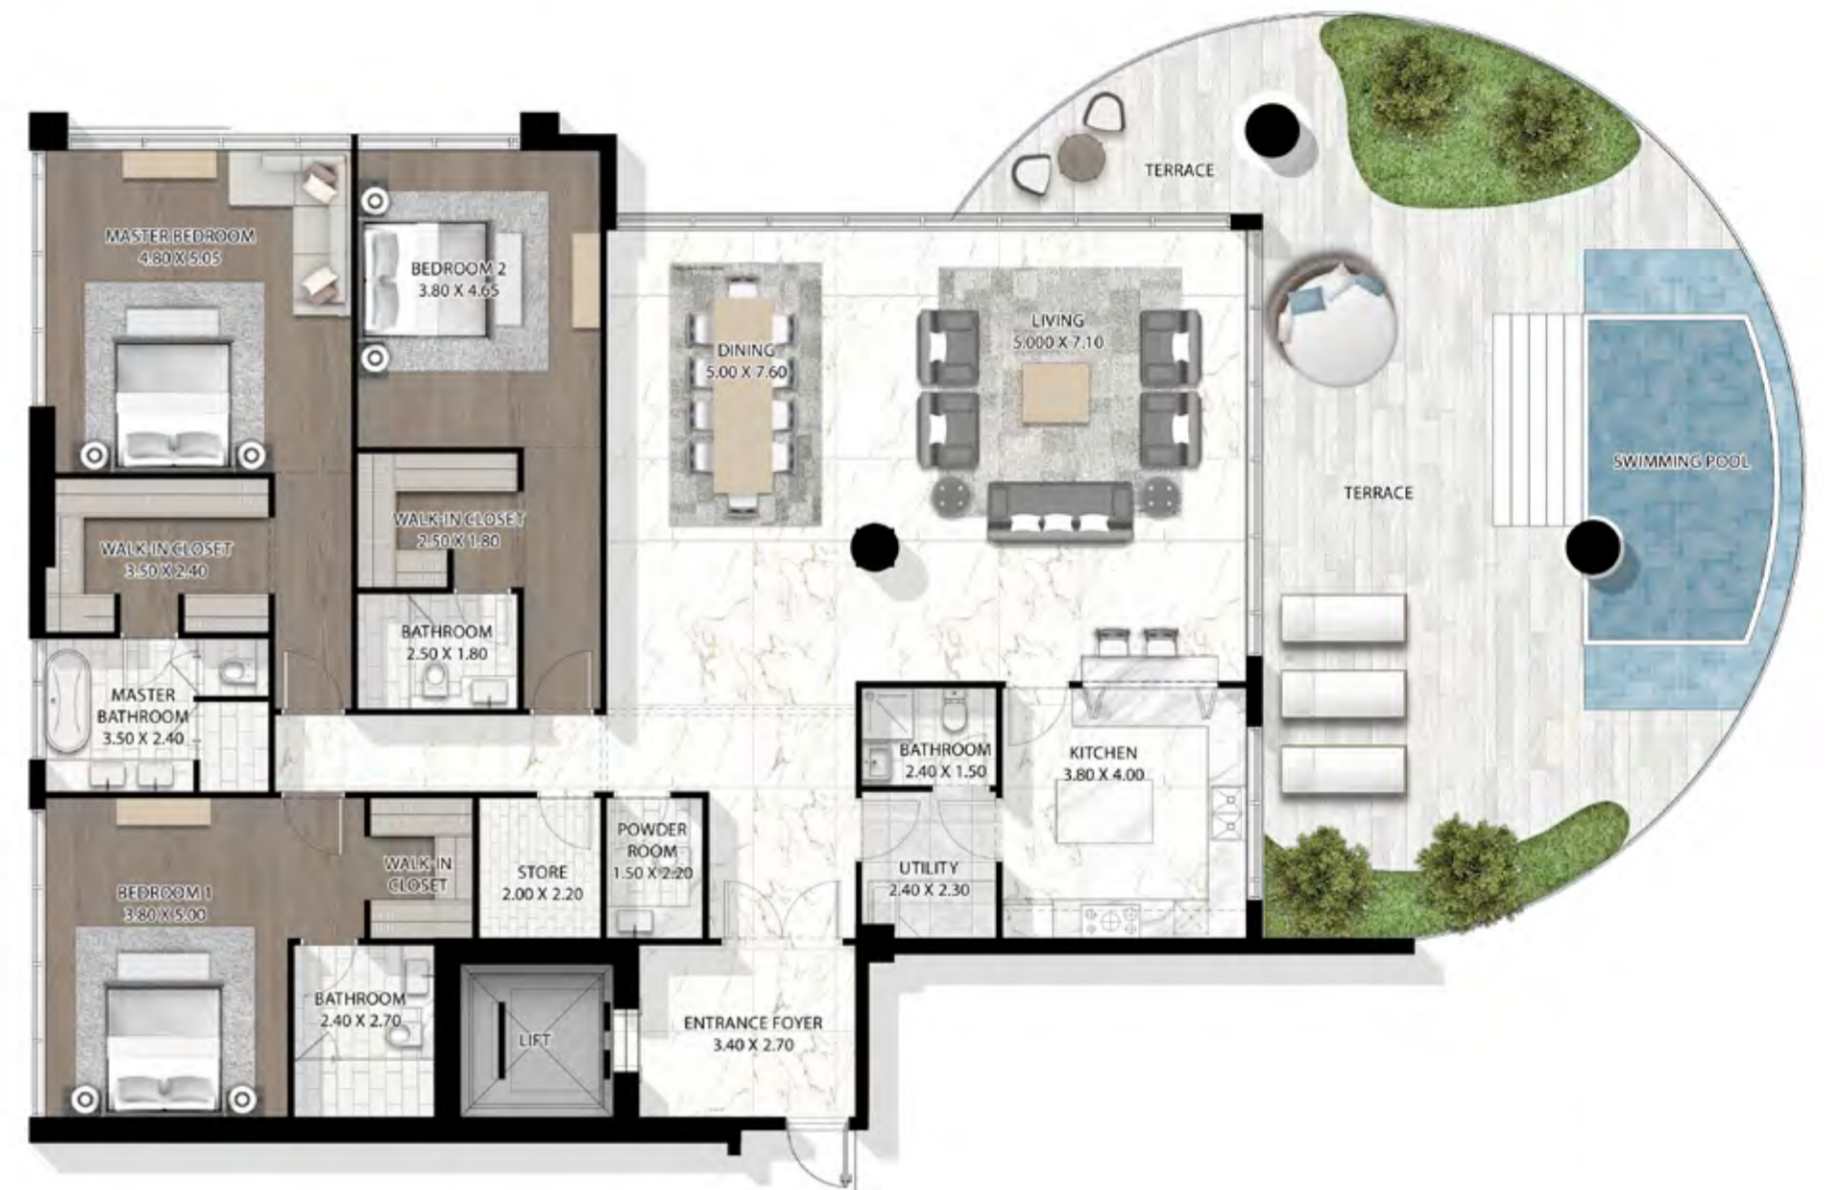 TERRACE
MASTER BEDROOM
4.80 X 5.05
BEDROOM 2
3.80 X 4.65
DINING
5.00 X 7.60
LIVING
5.000 X 7.10
SWIMMING POOL
TERRACE
WALK-IN CLOSET
3.50 X 2.40
WALK-IN CLOSET
2.50 X 1.80
BATHROOM
2.50 X 1.80
MASTER
BATHROOM
3.50 X 2.40
BATHROOM
2.40 X 1.50
KITCHEN
3.80 X 4.00
BEDROOM 1
3.80 X 5.00
WALK-IN
CLOSET
STORE
2.00 X 2.20
POWDER
ROOM
1.50 X 2.20
UTILITY
2.40 X 2.30
BATHROOM
2.40 X 2.70
LIFT
ENTRANCE FOYER
3.40 X 2.70